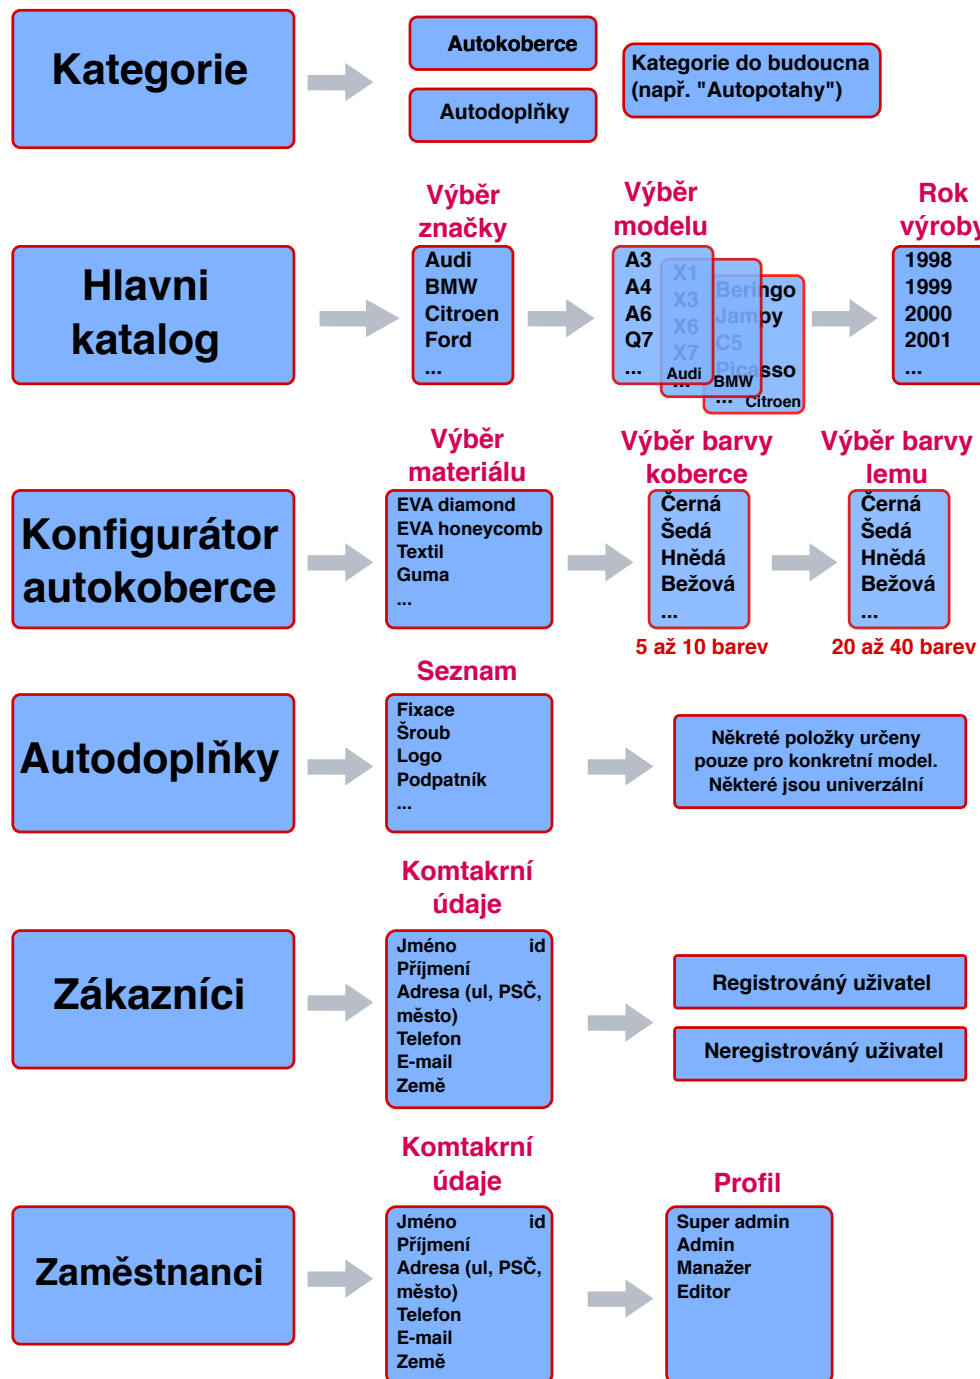 Kategorie
Autokoberce
Autodoplňky
Kategorie do budoucna
(např. "Autopotahy")
Hlavni
katalog
Výběr
značky
Audi
BMW
Citroen
Ford
...
Výběr
modelu
A3
A4
A6
Q7
...
Audi
X1
X3
X6
X7
...
BMW
Beringo
Jampy
C5
Picasso
...
Citroen
Rok
výroby
1998
1999
2000
2001
...
Konfigurátor
autokoberce
Výběr
materiálu
EVA diamond
EVA honeycomb
Textil
Guma
...
Výběr barvy
koberce
Černá
Šedá
Hnědá
Bežová
...
5 až 10 barev
Výběr barvy
lemu
Černá
Šedá
Hnědá
Bežová
...
20 až 40 barev
Autodoplňky
Seznam
Fixace
Šroub
Logo
Podpatník
...
Někreté položky určeny
pouze pro konkretní model.
Některé jsou univerzální
Zákazníci
Komtakrní
údaje
Jméno id
Příjmení
Adresa (ul, PSČ,
město)
Telefon
E-mail
Země
Registrováný uživatel
Neregistrováný uživatel
Zaměstnanci
Komtakrní
údaje
Jméno id
Příjmení
Adresa (ul, PSČ,
město)
Telefon
E-mail
Země
Profil
Super admin
Admin
Manažer
Editor